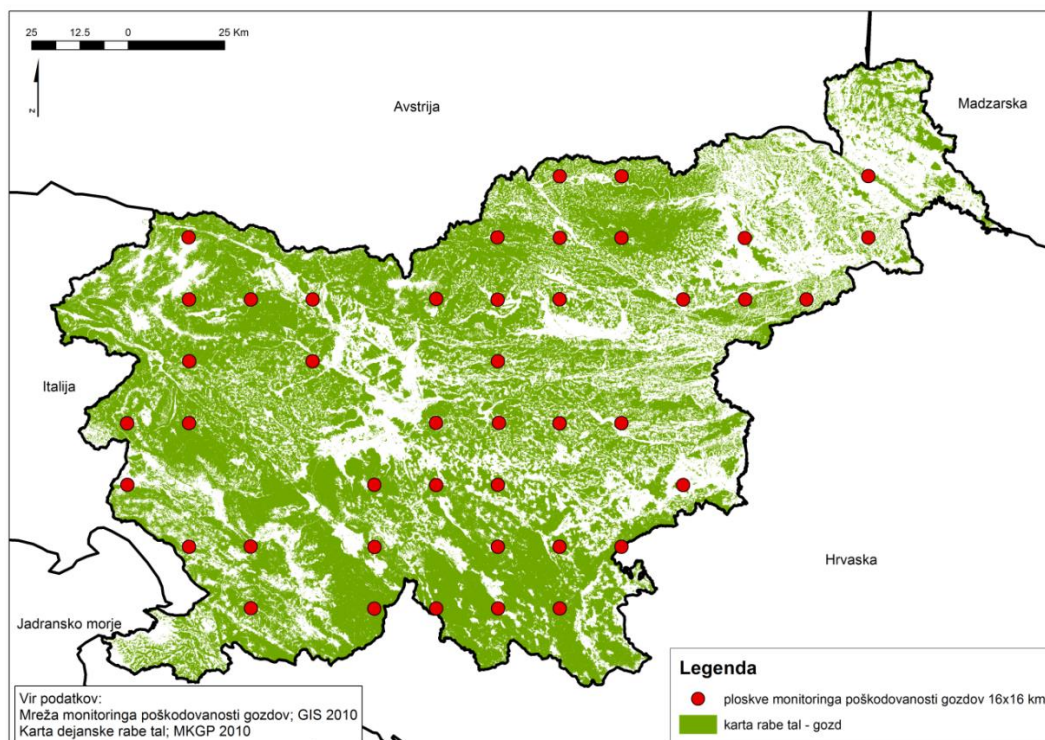 25 12.5 0 25 Km
z
Avstrija
Madzarska
Italija
Hrvaska
Jadransko morje
Legenda
ploskve monitoringa poškodovanosti gozdov 16x16 km
karta rabe tal - gozd
Vir podatkov:
Mreža monitoringa poškodovanosti gozdov; GIS 2010
Karta dejanske rabe tal; MKGP 2010